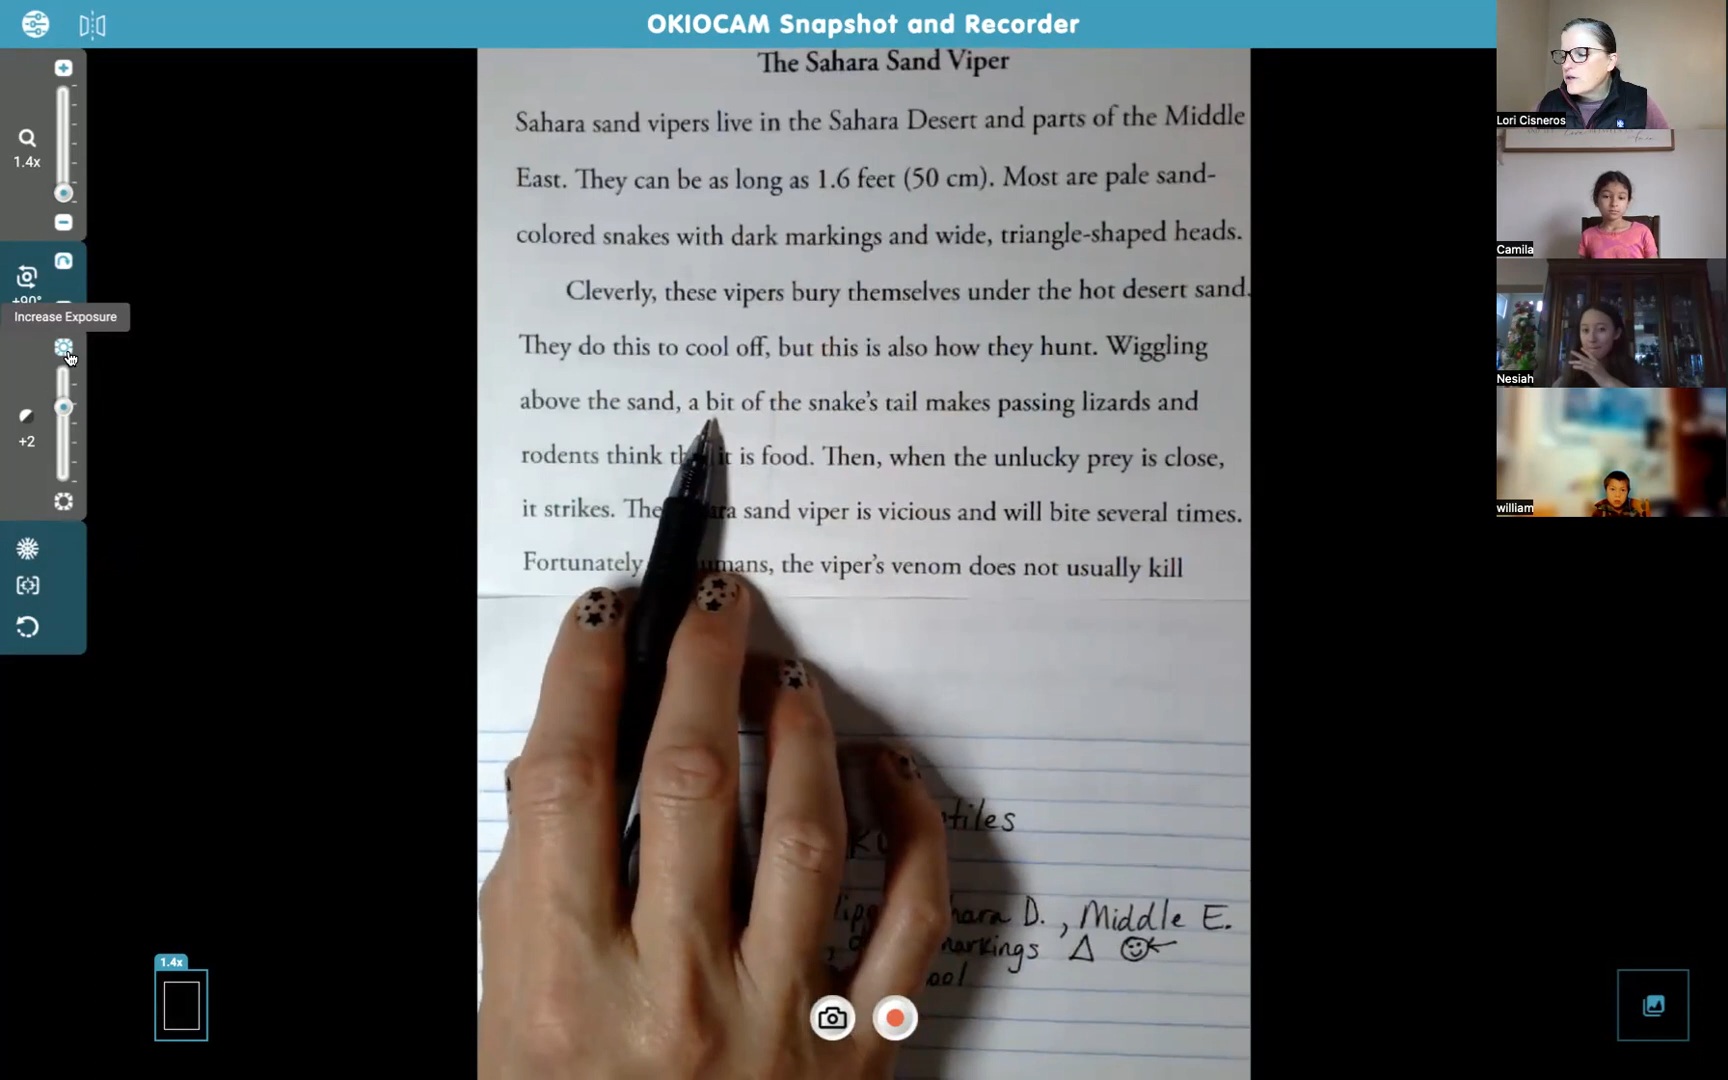 OKIOCAM Snapshot and Recorder
1.4x
+90°
Increase Exposure
+2
The Sahara Sand Viper
Sahara sand vipers live in the Sahara Desert and parts of the Middle
East. They can be as long as 1.6 feet (50 cm). Most are pale sand-
colored snakes with dark markings and wide, triangle-shaped heads.
Cleverly, these vipers bury themselves under the hot desert sand.
They do this to cool off, but this is also how they hunt. Wiggling
above the sand, a bit of the snake's tail makes passing lizards and
rodents think it is food. Then, when the unlucky prey is close,
it strikes. The sand viper is vicious and will bite several times.
Fortunately humans, the viper's venom does not usually kill
D., Middle E.
markings
1.4x
Lori Cisneros
Camila
Nesiah
william